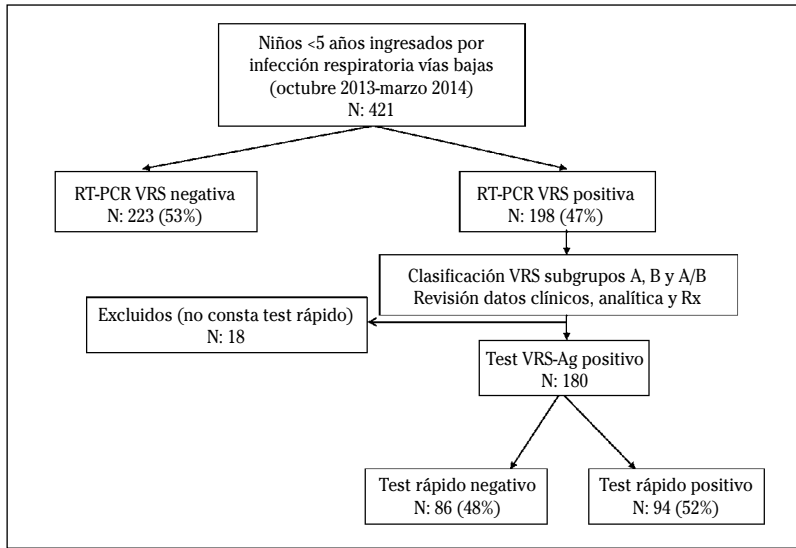 Niños <5 años ingresados por
infección respiratoria vías bajas
(octubre 2013-marzo 2014)
N: 421
RT-PCR VRS negativa
N: 223 (53%)
RT-PCR VRS positiva
N: 198 (47%)
Clasificación VRS subgrupos A, B y A/B
Revisión datos clínicos, analítica y Rx
Excluidos (no consta test rápido)
N: 18
Test VRS-Ag positivo
N: 180
Test rápido negativo
N: 86 (48%)
Test rápido positivo
N: 94 (52%)